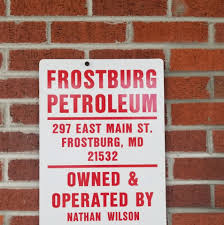 FROSTBURG
PETROLEUM
297 EAST MAIN ST.
FROSTBURG, MD
21532
OWNED &
OPERATED BY
NATHAN WILSON